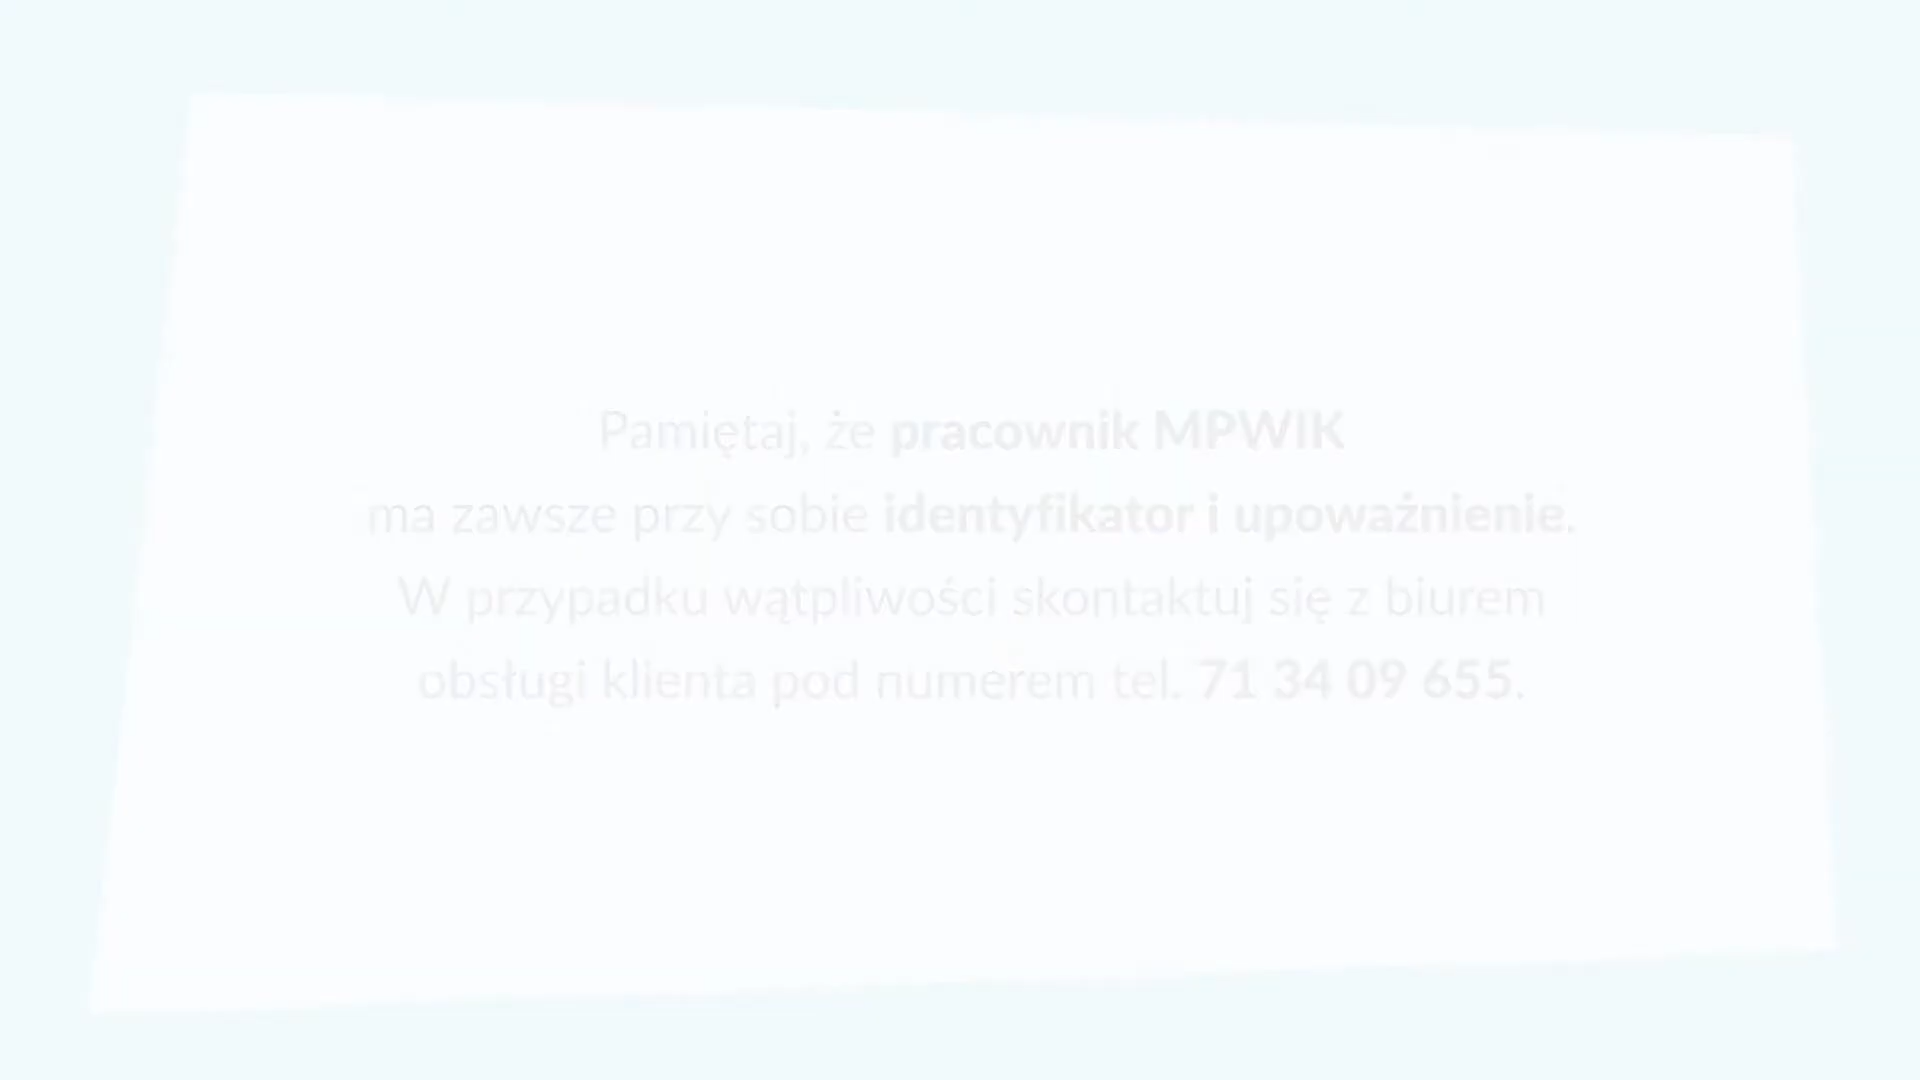 Pamiętaj, że pracownik MPWIK
ma zawsze przy sobie identyfikator i upoważnienie.
W przypadku wątpliwości skontaktuj się z biurem
obsługi klienta pod numerem tel. 71 34 09 655.